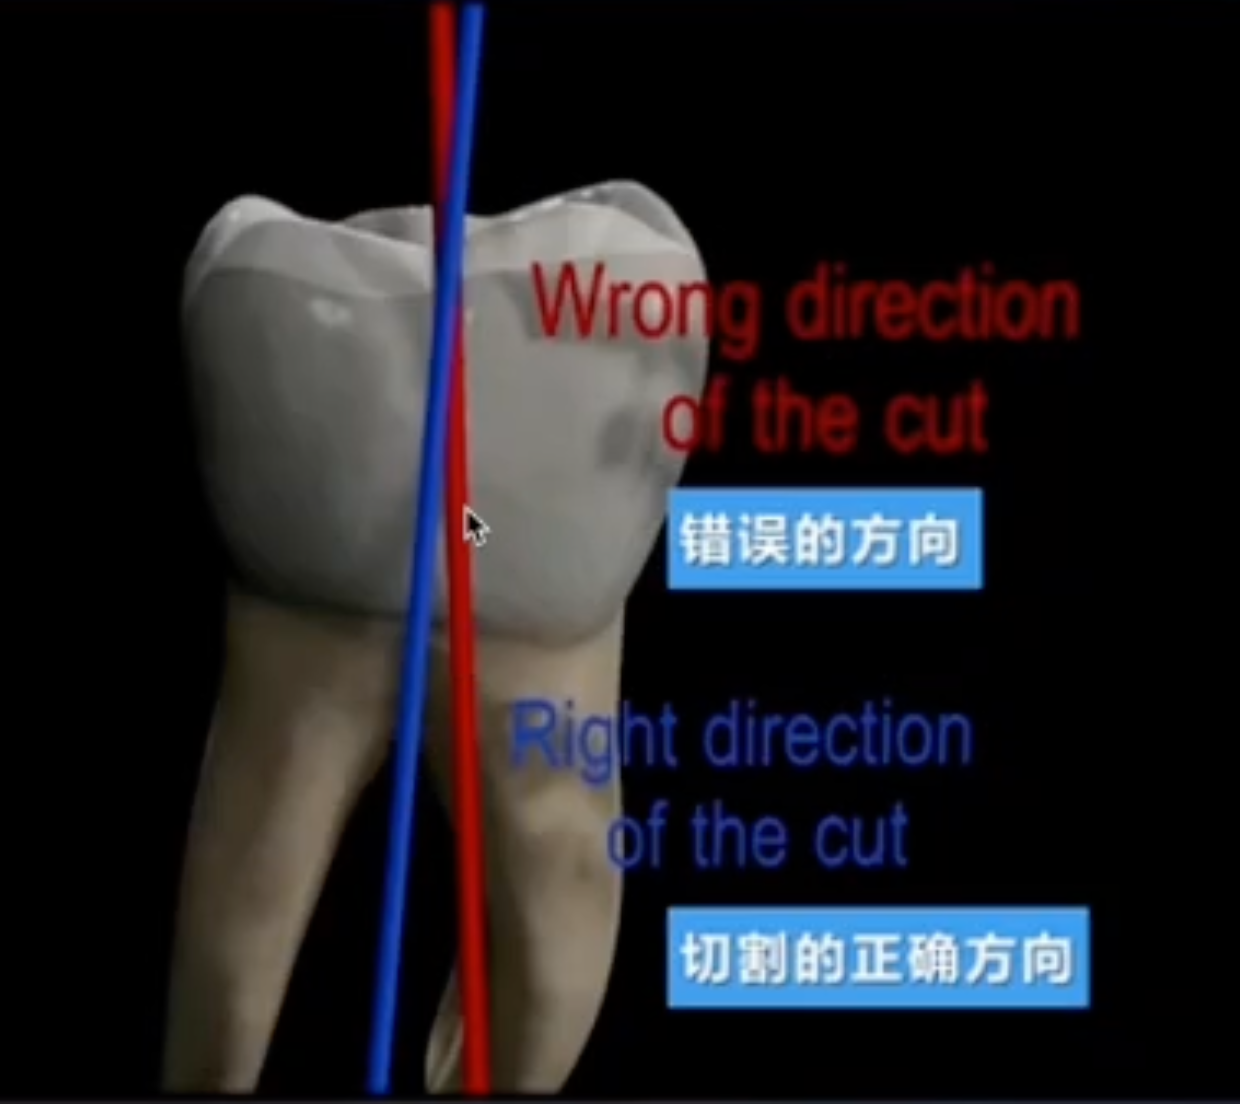 Wrong direction
of the cut
错误的方向
Right direction
of the cut
切割的正确方向